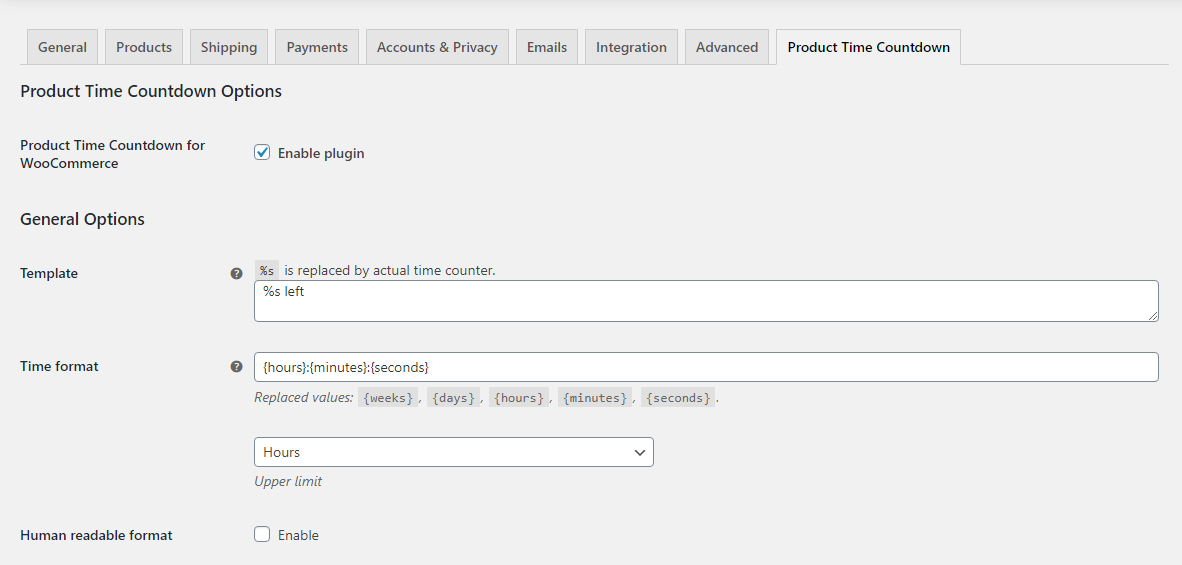 General Products Shipping Payments Accounts & Privacy Emails Integration Advanced Product Time Countdown
Product Time Countdown Options
Product Time Countdown for
WooCommerce
Enable plugin
General Options
Template
%s is replaced by actual time counter.
%s left
Time format
{hours}:{minutes}:{seconds}
Replaced values: {weeks}, {days}, {hours}, {minutes}, {seconds}.
Hours
Upper limit
Human readable format
Enable